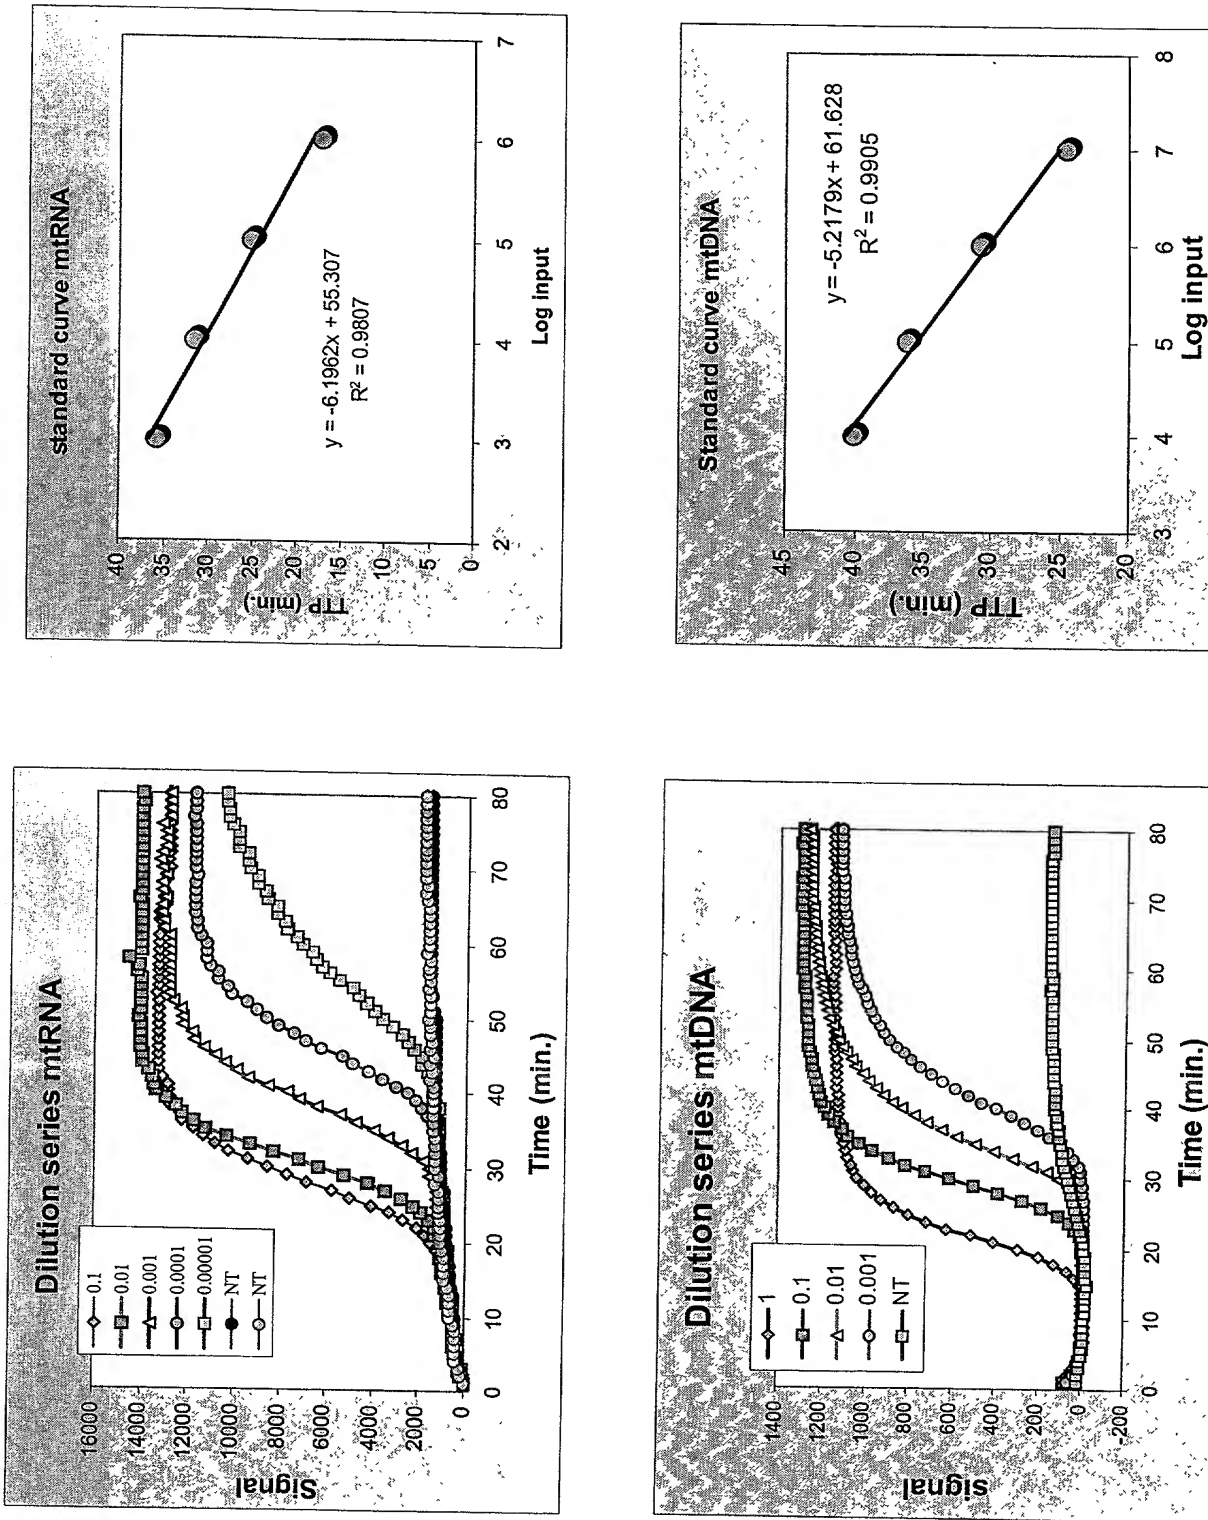 Dilution series mtRNA
Signal
16000
14000
12000
10000
8000
6000
4000
2000
0
0.1
0.01
0.001
0.0001
0.00001
NT
NT
0 10 20 30 40 50 60 70 80
Time (min.)
standard curve mtRNA
TTP (min.)
40
35
30
25
20
15
10
5
0
y = -6.1962x + 55.307
R² = 0.9807
2 3 4 5 6 7
Log input
Dilution series mtDNA
signal
1400
1200
1000
800
600
400
200
0
-200
1
0.1
0.01
0.001
NT
0 10 20 30 40 50 60 70 80
Time (min.)
Standard curve mtDNA
TTP (min.)
45
40
35
30
25
20
y = -5.2179x + 61.628
R² = 0.9905
3 4 5 6 7 8
Log input